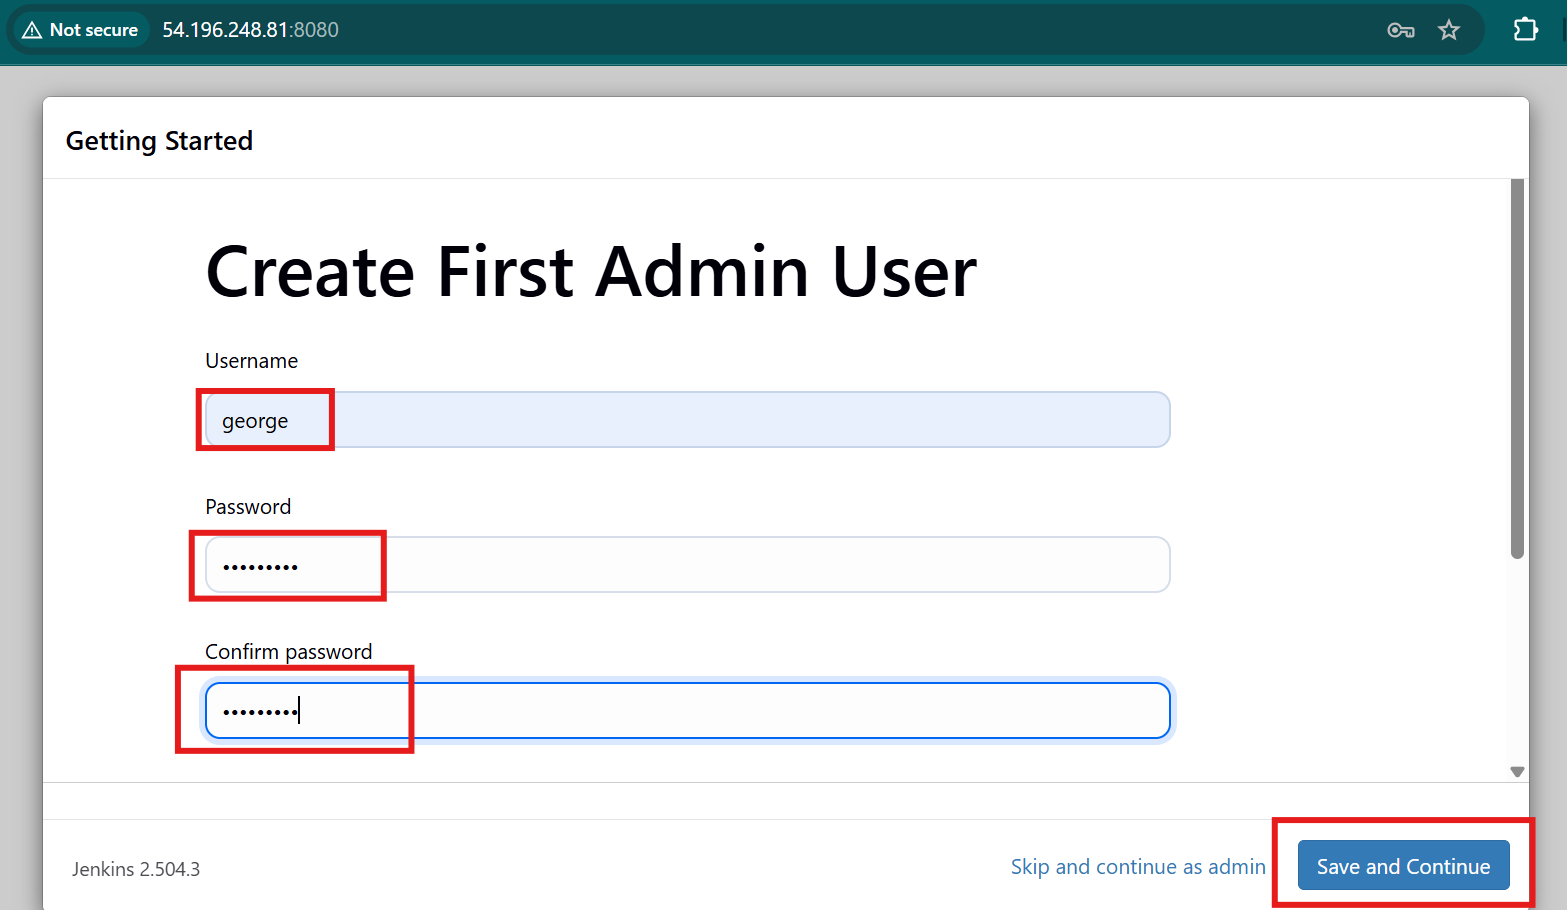 Not secure 54.196.248.81:8080
Getting Started
Create First Admin User
Username
george
Password
•••••••••
Confirm password
•••••••••
Jenkins 2.504.3
Skip and continue as admin
Save and Continue